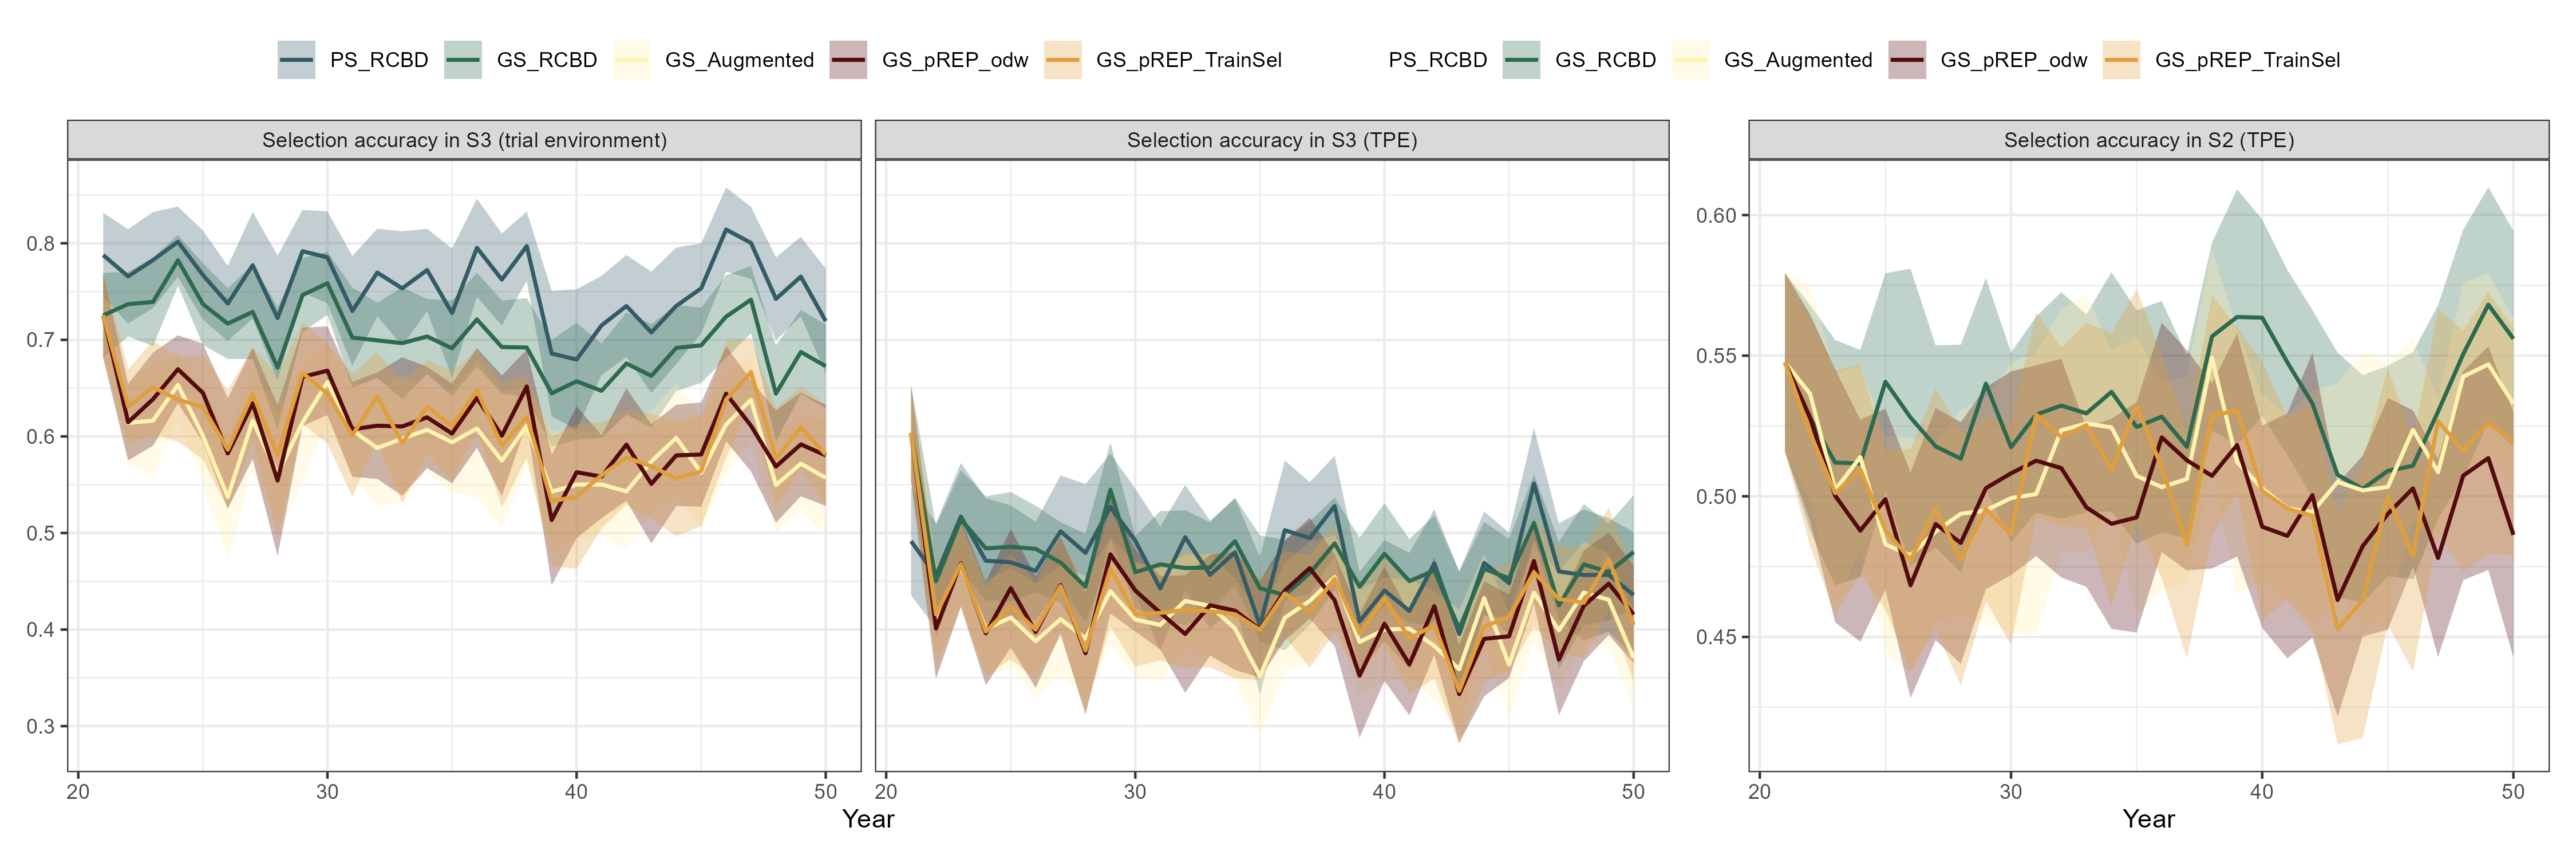 PS_RCBD GS_RCBD GS_Augmented GS_pREP_odw GS_pREP_TrainSel PS_RCBD GS_RCBD GS_Augmented GS_pREP_odw GS_pREP_TrainSel
Selection accuracy in S3 (trial environment)
0.8
0.7
0.6
0.5
0.4
0.3
20 30 40 50
Selection accuracy in S3 (TPE)
20 30 40 50
Year
Selection accuracy in S2 (TPE)
0.60
0.55
0.50
0.45
20 30 40 50
Year